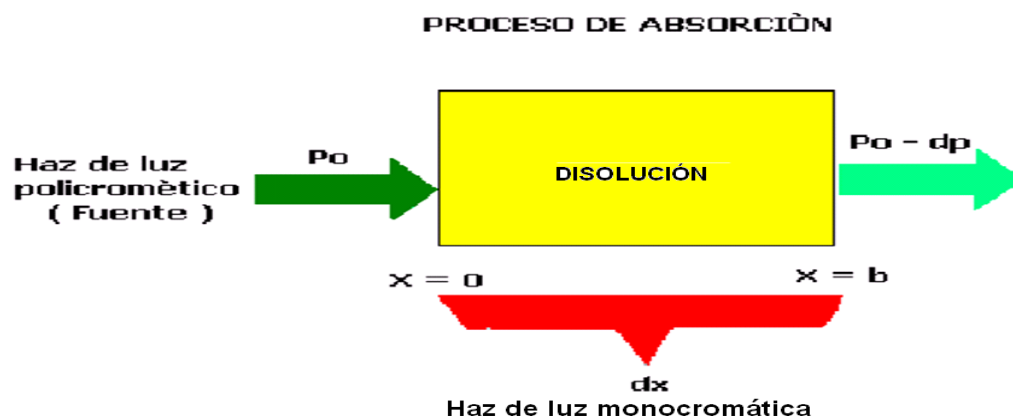 PROCESO DE ABSORCIÒN
Haz de luz
policromètico
( Fuente )
Po
DISOLUCIÓN
Po - dp
X = 0
X = b
dx
Haz de luz monocromática